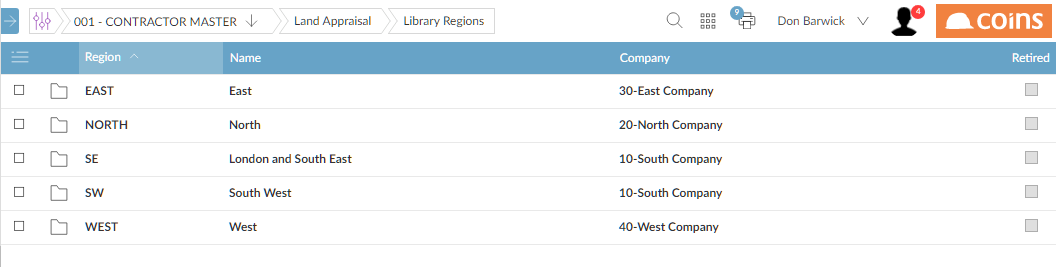 001 - CONTRACTOR MASTER Land Appraisal Library Regions 9 Don Barwick 4 coins
Region Name Company Retired
EAST East 30-East Company
NORTH North 20-North Company
SE London and South East 10-South Company
SW South West 10-South Company
WEST West 40-West Company